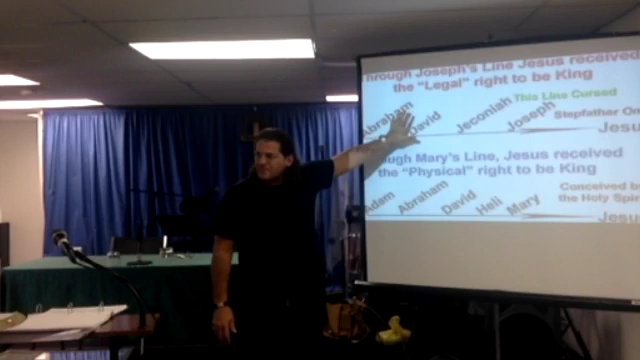 hrough Joseph's Line Jesus received
the "Legal" right to be King
Abraham
David
Jeconiah
This Line Cursed
Joseph
Stepfather On
Jesu
ough Mary's Line, Jesus received
the "Physical" right to be King
Adam
Abraham
David
Heli
Mary
Conceived b
the Holy Spiri
Jesu